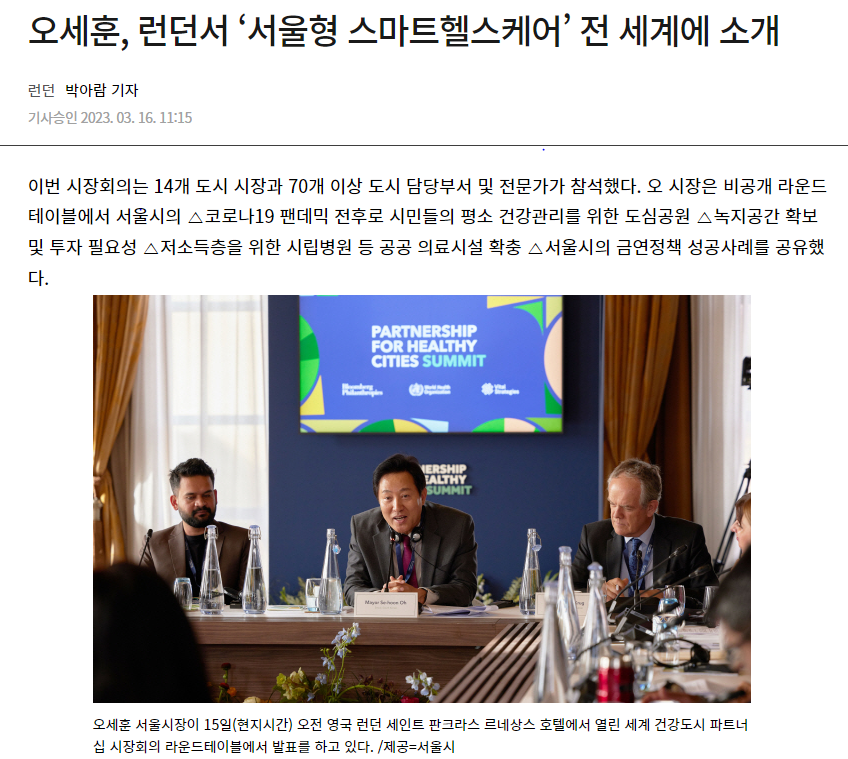 오세훈, 런던서 ‘서울형 스마트헬스케어’ 전 세계에 소개
런던 박아람 기자
기사승인 2023. 03. 16. 11:15
이번 시장회의는 14개 도시 시장과 70개 이상 도시 담당부서 및 전문가가 참석했다. 오 시장은 비공개 라운드
테이블에서 서울시의 △코로나19 팬데믹 전후로 시민들의 평소 건강관리를 위한 도심공원 △녹지공간 확보
및 투자 필요성 △저소득층을 위한 시립병원 등 공공 의료시설 확충 △서울시의 금연정책 성공사례를 공유했
다.
PARTNERSHIP
FOR HEALTHY
CITIES SUMMIT
Bloomberg
Philanthropies
World Health
Organization
Vital
Strategies
NERSHIP
EALTHY
SUMMIT
Mayor Se-hoon Oh
오세훈 서울시장이 15일(현지시간) 오전 영국 런던 세인트 판크라스 르네상스 호텔에서 열린 세계 건강도시 파트너
십 시장회의 라운드테이블에서 발표를 하고 있다. /제공=서울시